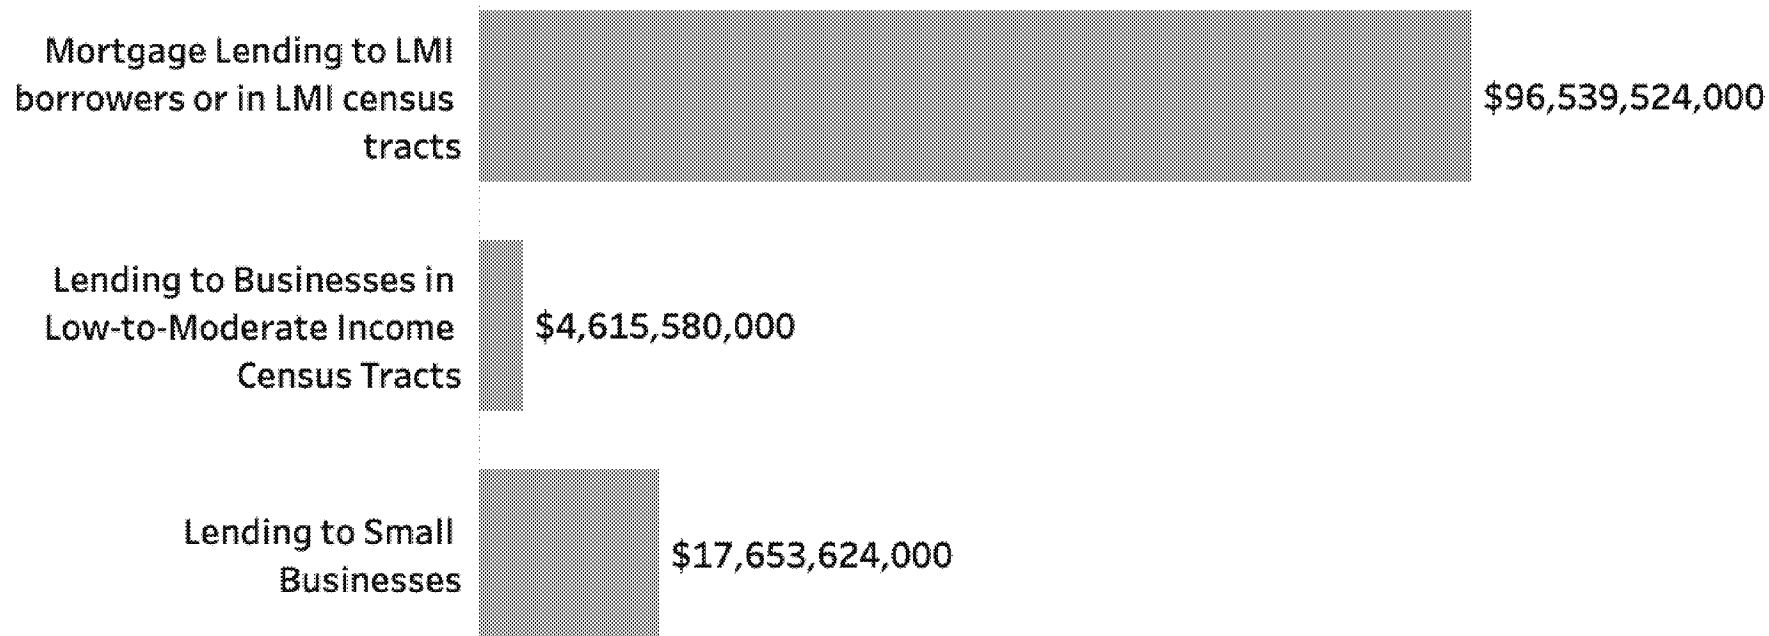 Mortgage Lending to LMI
borrowers or in LMI census
tracts
$96,539,524,000
Lending to Businesses in
Low-to-Moderate Income
Census Tracts
$4,615,580,000
Lending to Small
Businesses
$17,653,624,000